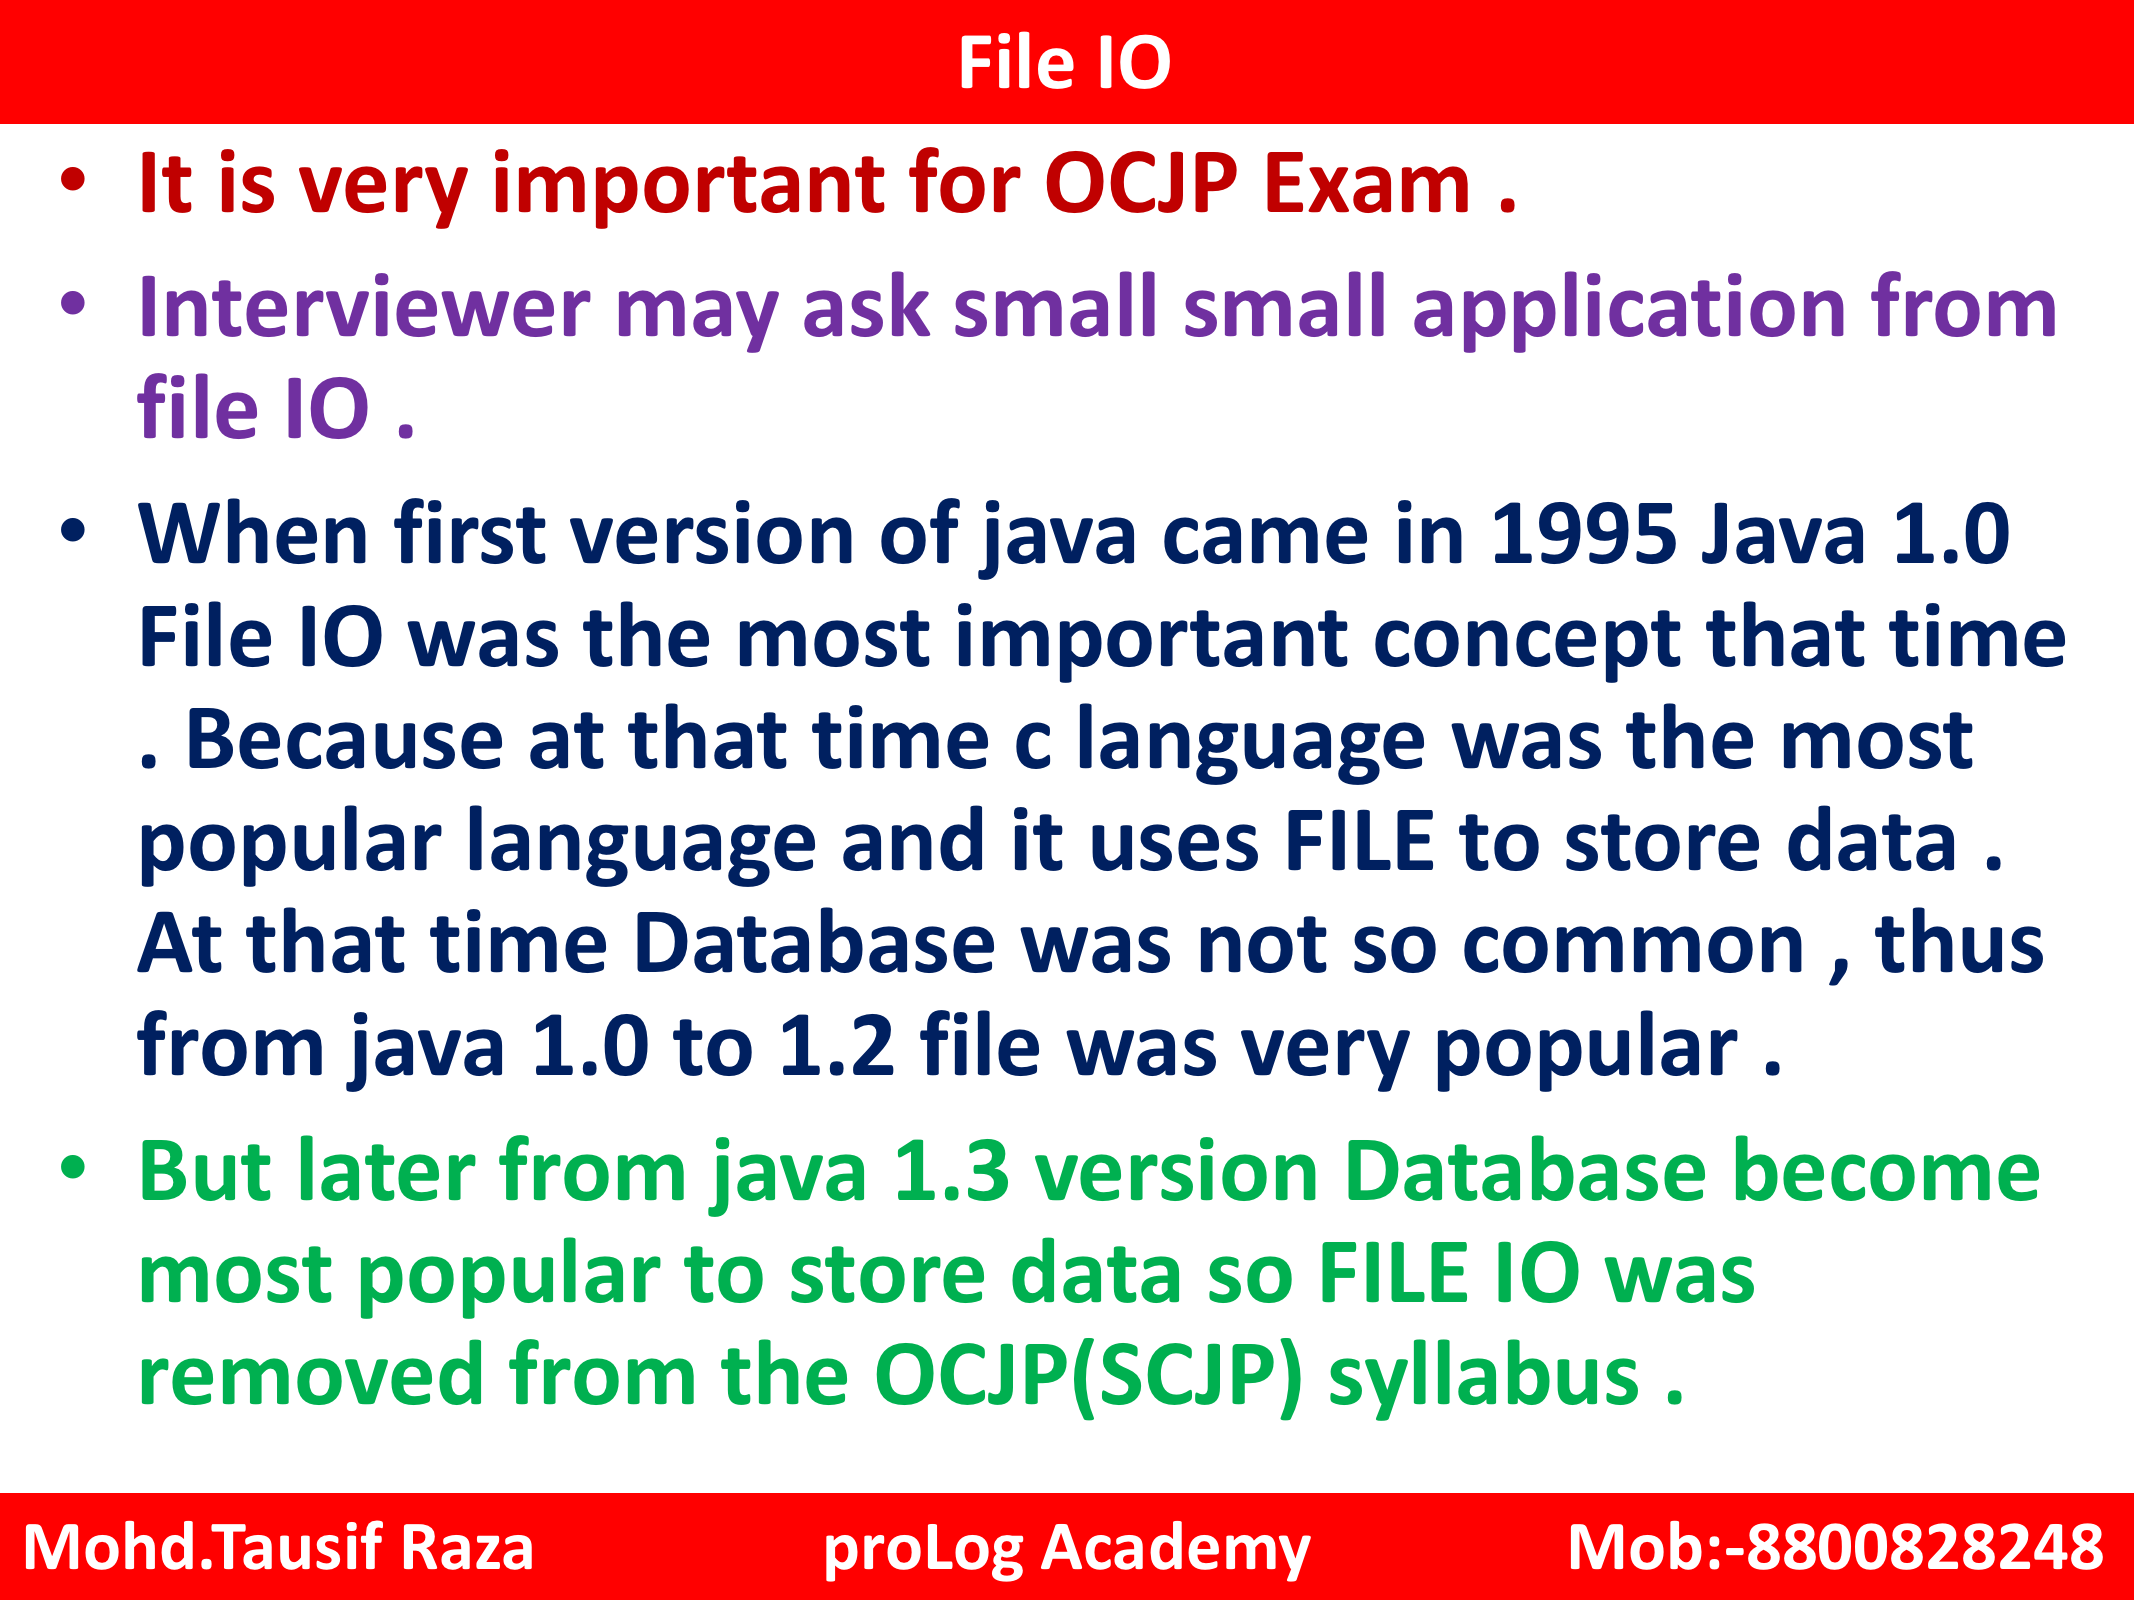 File IO
• It is very important for OCJP Exam .
• Interviewer may ask small small application from
file IO .
• When first version of java came in 1995 Java 1.0
File IO was the most important concept that time
. Because at that time c language was the most
popular language and it uses FILE to store data .
At that time Database was not so common , thus
from java 1.0 to 1.2 file was very popular .
• But later from java 1.3 version Database become
most popular to store data so FILE IO was
removed from the OCJP(SCJP) syllabus .
Mohd.Tausif Raza proLog Academy Mob:-8800828248